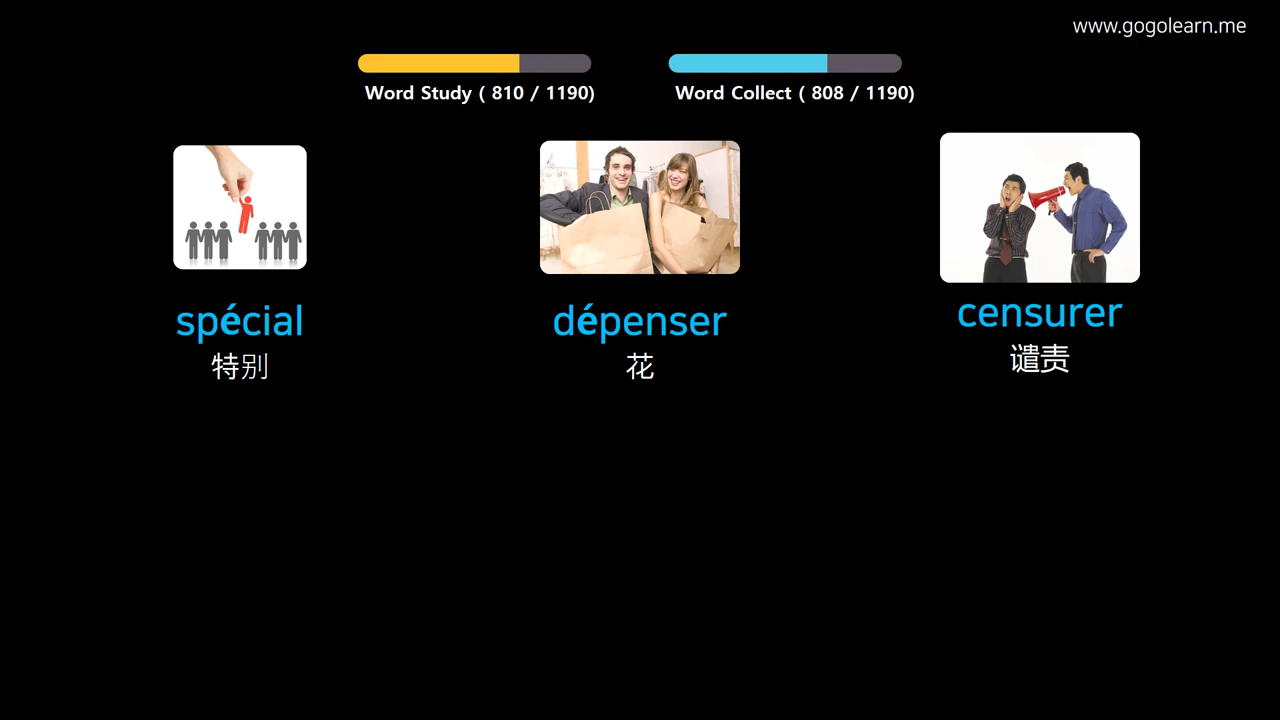 www.gogolearn.me
Word Study ( 810 / 1190)
Word Collect ( 808 / 1190)
spécial
特别
dépenser
花
censurer
谴责